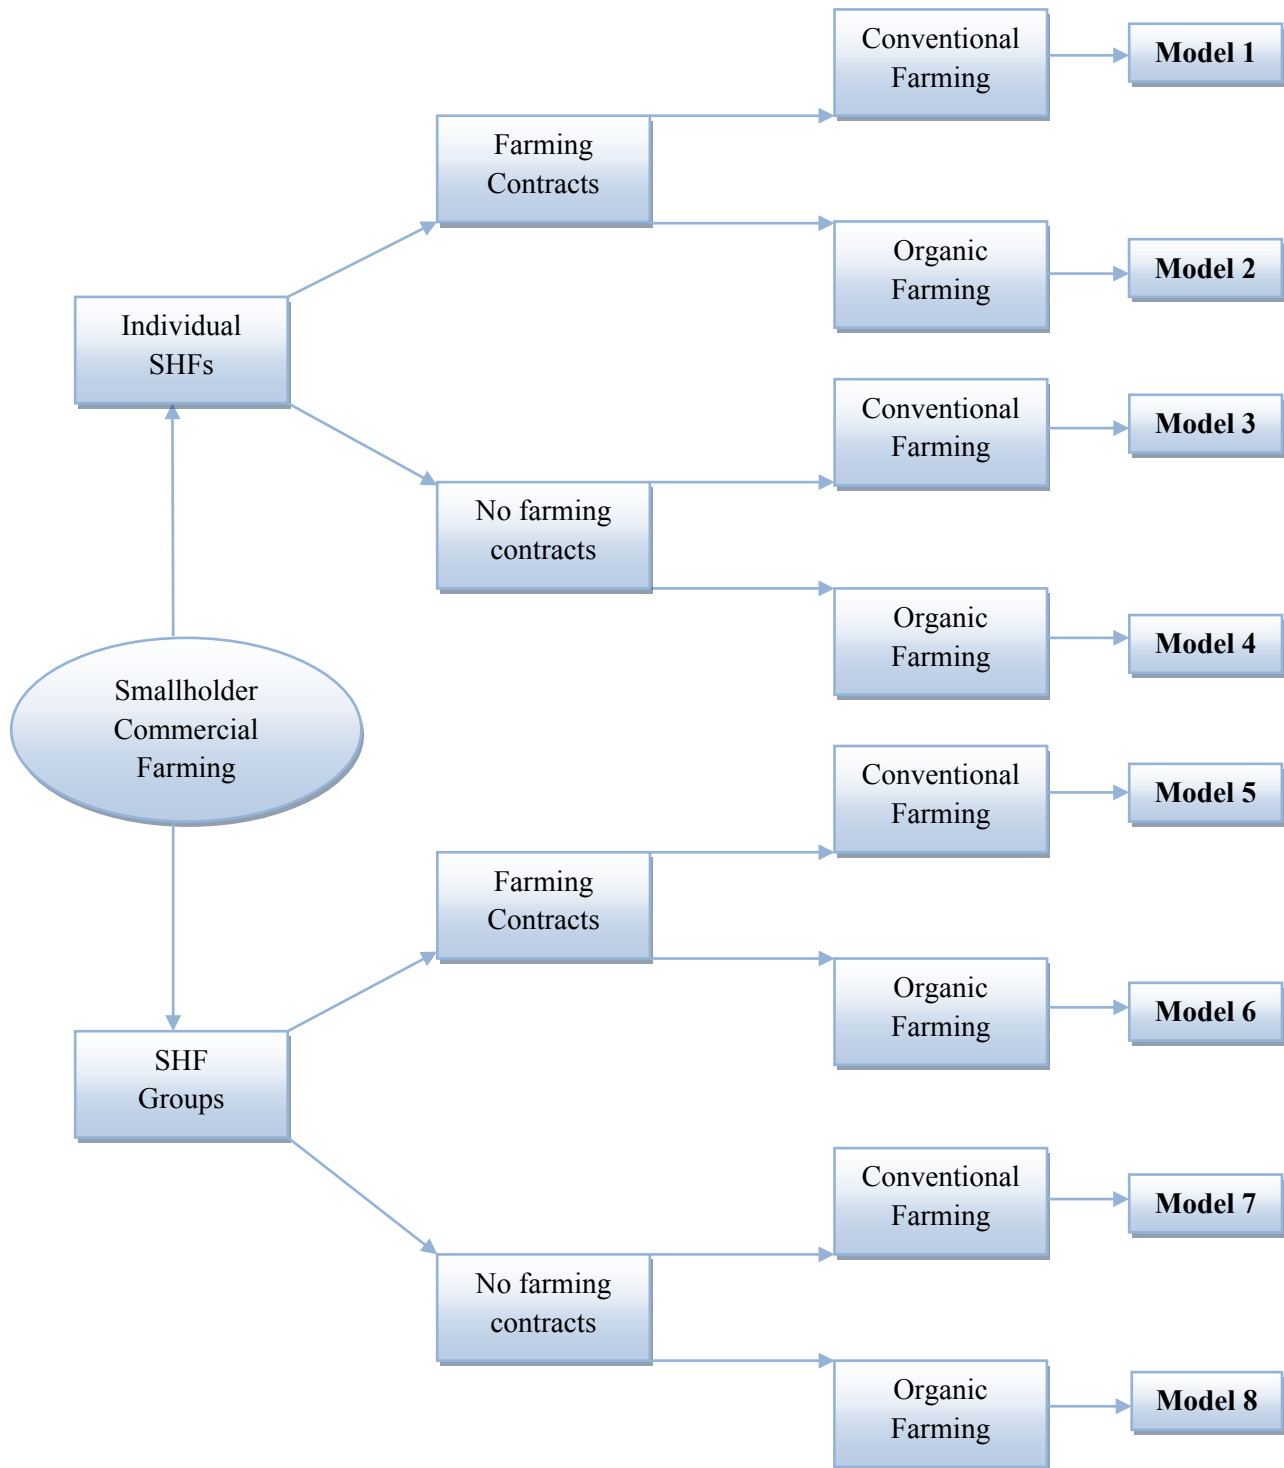 Conventional
Farming
Model 1
Farming
Contracts
Organic
Farming
Model 2
Individual
SHFs
Conventional
Farming
Model 3
No farming
contracts
Organic
Farming
Model 4
Smallholder
Commercial
Farming
Conventional
Farming
Model 5
Farming
Contracts
Organic
Farming
Model 6
SHF
Groups
Conventional
Farming
Model 7
No farming
contracts
Organic
Farming
Model 8